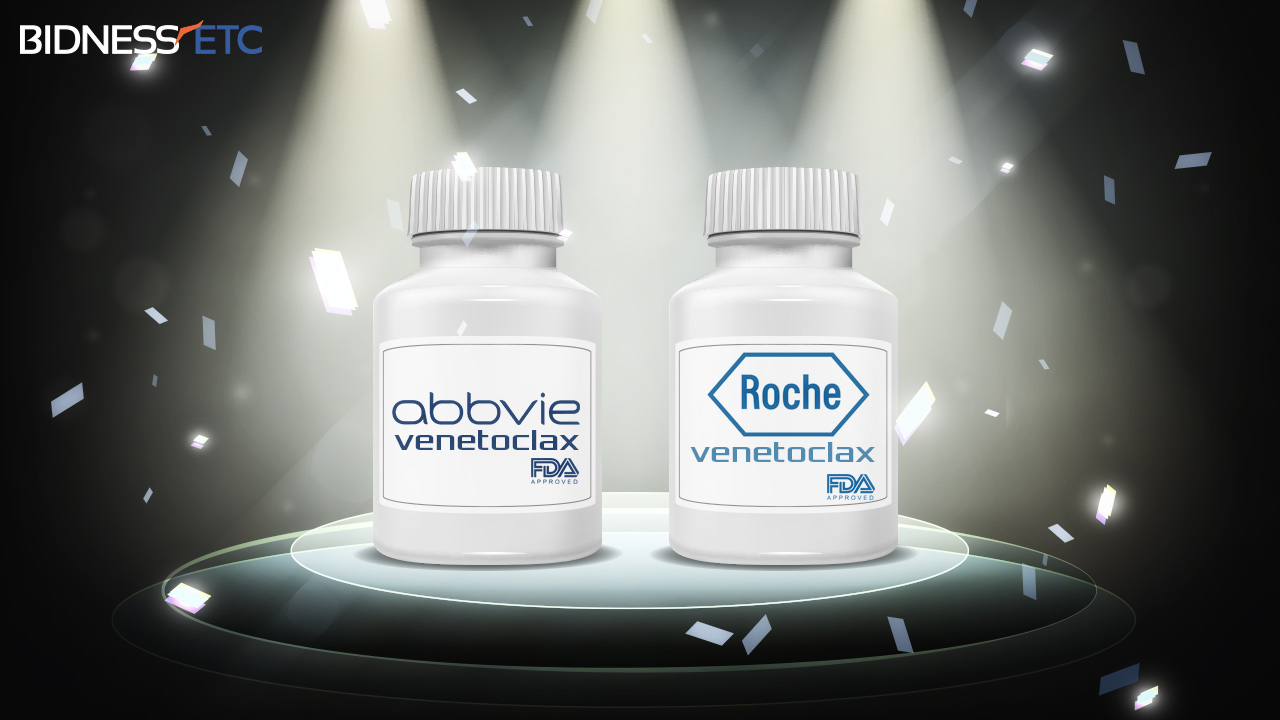 BIDNESS ETC
abbvie
venetoclax
FDA
APPROVED
Roche
venetoclax
FDA
APPROVED